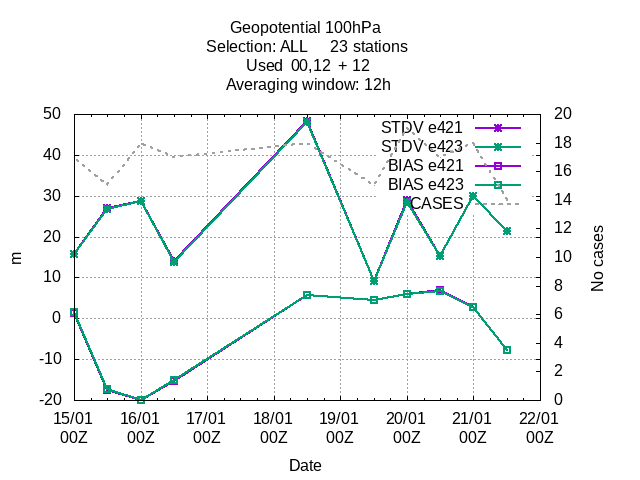 Geopotential 100hPa
Selection: ALL 23 stations
Used 00,12 + 12
Averaging window: 12h
50
40
30
20
10
0
-10
-20
m
STDV e421
STDV e423
BIAS e421
BIAS e423
CASES
20
18
16
14
12
10
8
6
4
2
0
No cases
15/01 16/01 17/01 18/01 19/01 20/01 21/01 22/01
00Z 00Z 00Z 00Z 00Z 00Z 00Z 00Z
Date